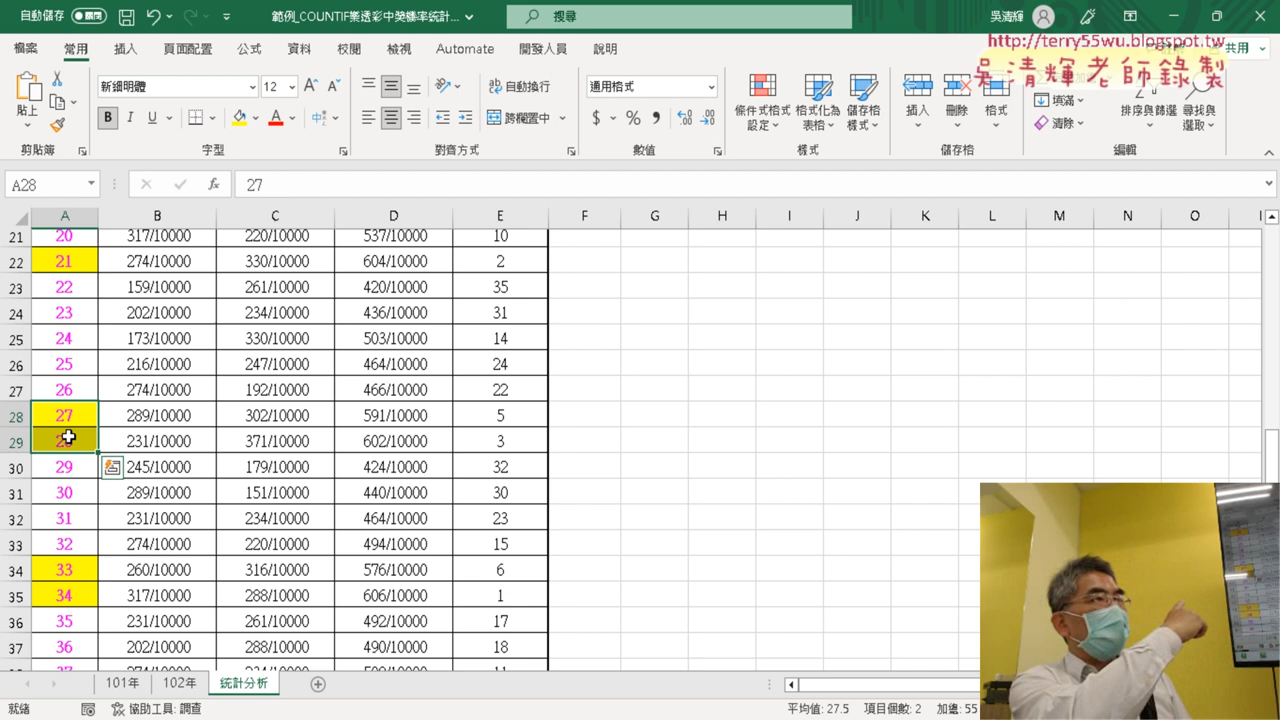 自動儲存 關閉 範例_COUNTIF樂透彩中獎機率統計... 搜尋 吳清輝
檔案 常用 插入 頁面配置 公式 資料 校閱 檢視 Automate 開發人員 說明 共用
http://terry55wu.blogspot.tw
吳清輝老師錄製
貼上 新細明體 12 自動換行 通用格式 條件式格式設定 格式化為表格 儲存格樣式 插入 刪除 格式 填滿 排序與篩選 尋找與選取
B I U 跨欄置中 $ % 清除
剪貼簿 字型 對齊方式 數值 樣式 儲存格 編輯
A28 fx 27
A B C D E F G H I J K L M N O
21 20 317/10000 220/10000 537/10000 10
22 21 274/10000 330/10000 604/10000 2
23 22 159/10000 261/10000 420/10000 35
24 23 202/10000 234/10000 436/10000 31
25 24 173/10000 330/10000 503/10000 14
26 25 216/10000 247/10000 464/10000 24
27 26 274/10000 192/10000 466/10000 22
28 27 289/10000 302/10000 591/10000 5
29 231/10000 371/10000 602/10000 3
30 29 245/10000 179/10000 424/10000 32
31 30 289/10000 151/10000 440/10000 30
32 31 231/10000 234/10000 464/10000 23
33 32 274/10000 220/10000 494/10000 15
34 33 260/10000 316/10000 576/10000 6
35 34 317/10000 288/10000 606/10000 1
36 35 231/10000 261/10000 492/10000 17
37 36 202/10000 288/10000 490/10000 18
101年 102年 統計分析
就緒 協助工具: 調查 平均值: 27.5 項目個數: 2 加總: 55